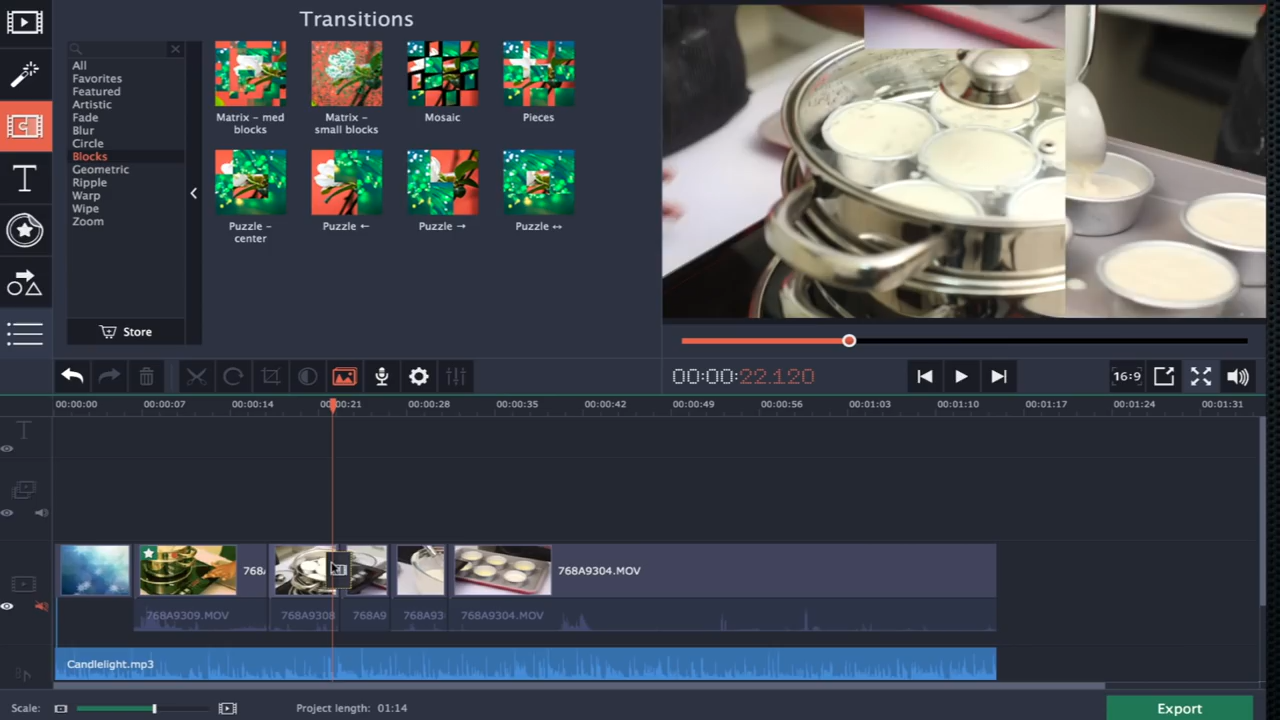 Transitions
All
Favorites
Featured
Artistic
Fade
Blur
Circle
Blocks
Geometric
Ripple
Warp
Wipe
Zoom
Store
Matrix - med
blocks
Matrix -
small blocks
Mosaic
Pieces
Puzzle -
center
Puzzle ←
Puzzle →
Puzzle ↔
00:00:22.120
16:9
00:00:00
00:00:07
00:00:14
00:00:21
00:00:28
00:00:35
00:00:42
00:00:49
00:00:56
00:01:03
00:01:10
00:01:17
00:01:24
00:01:31
T
T
768A
768A9304.MOV
768A9309.MOV
768A9308
768A9
768A93
768A9304.MOV
Candlelight.mp3
Scale:
Project length: 01:14
Export